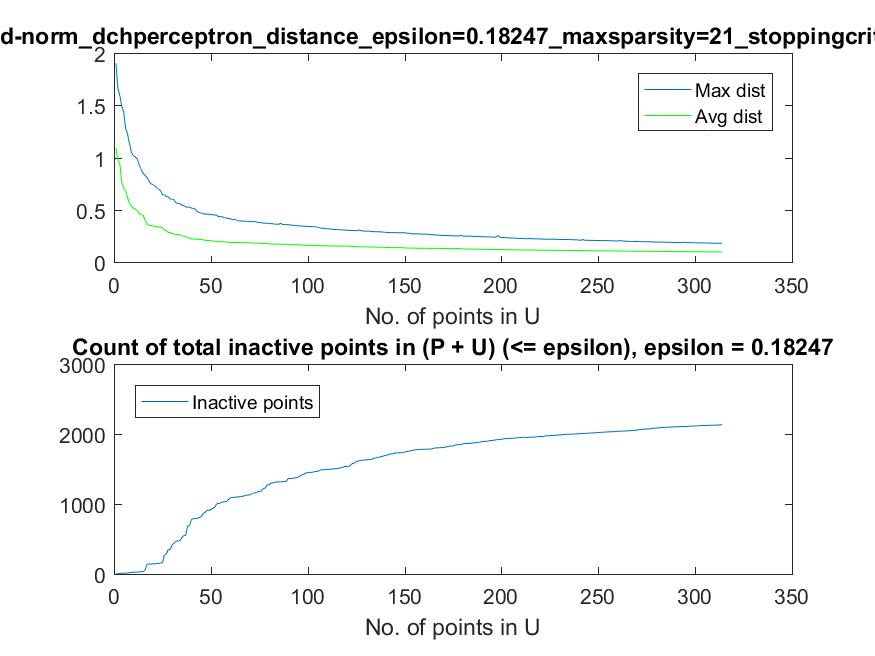 d-norm_dchperceptron_distance_epsilon=0.18247_maxsparsity=21_stoppingcrit
2
1.5
1
0.5
0
Max dist
Avg dist
0 50 100 150 200 250 300 350
No. of points in U
Count of total inactive points in (P + U) (<= epsilon), epsilon = 0.18247
3000
2000
1000
0
Inactive points
0 50 100 150 200 250 300 350
No. of points in U